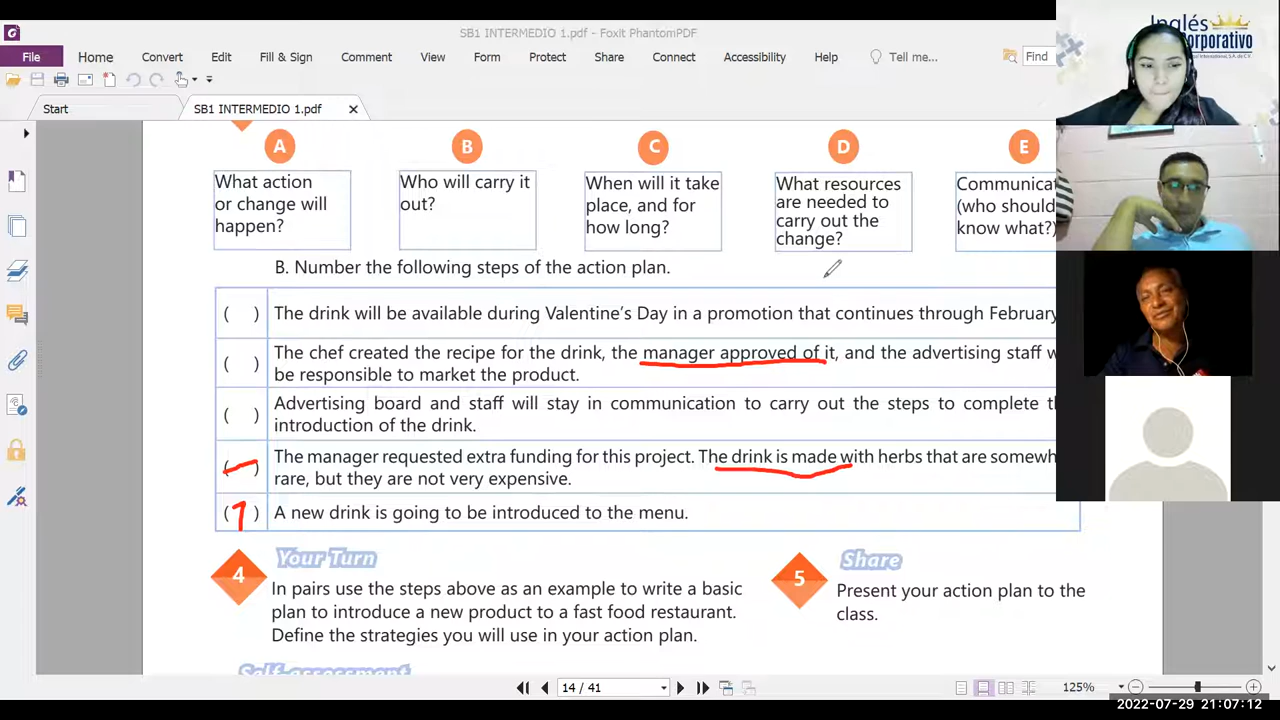 SB1 INTERMEDIO 1.pdf - Foxit PhantomPDF
File Home Convert Edit Fill & Sign Comment View Form Protect Share Connect Accessibility Help Tell me... Find
Start SB1 INTERMEDIO 1.pdf
Inglés
Corporativo
A B C D E
What action
or change will
happen?
Who will carry it
out?
When will it take
place, and for
how long?
What resources
are needed to
carry out the
change?
(who should
know what?)
B. Number the following steps of the action plan.
( ) The drink will be available during Valentine's Day in a promotion that continues through February
( ) The chef created the recipe for the drink, the manager approved of it, and the advertising staff
be responsible to market the product.
( ) Advertising board and staff will stay in communication to carry out the steps to complete
introduction of the drink.
( ) The manager requested extra funding for this project. The drink is made with herbs that are
rare, but they are not very expensive.
(1) A new drink is going to be introduced to the menu.
4 Your Turn
In pairs use the steps above as an example to write a basic
plan to introduce a new product to a fast food restaurant.
Define the strategies you will use in your action plan.
5 Share
Present your action plan to the
class.
Self-assessment
14 / 41
125%
2022-07-29 21:07:12